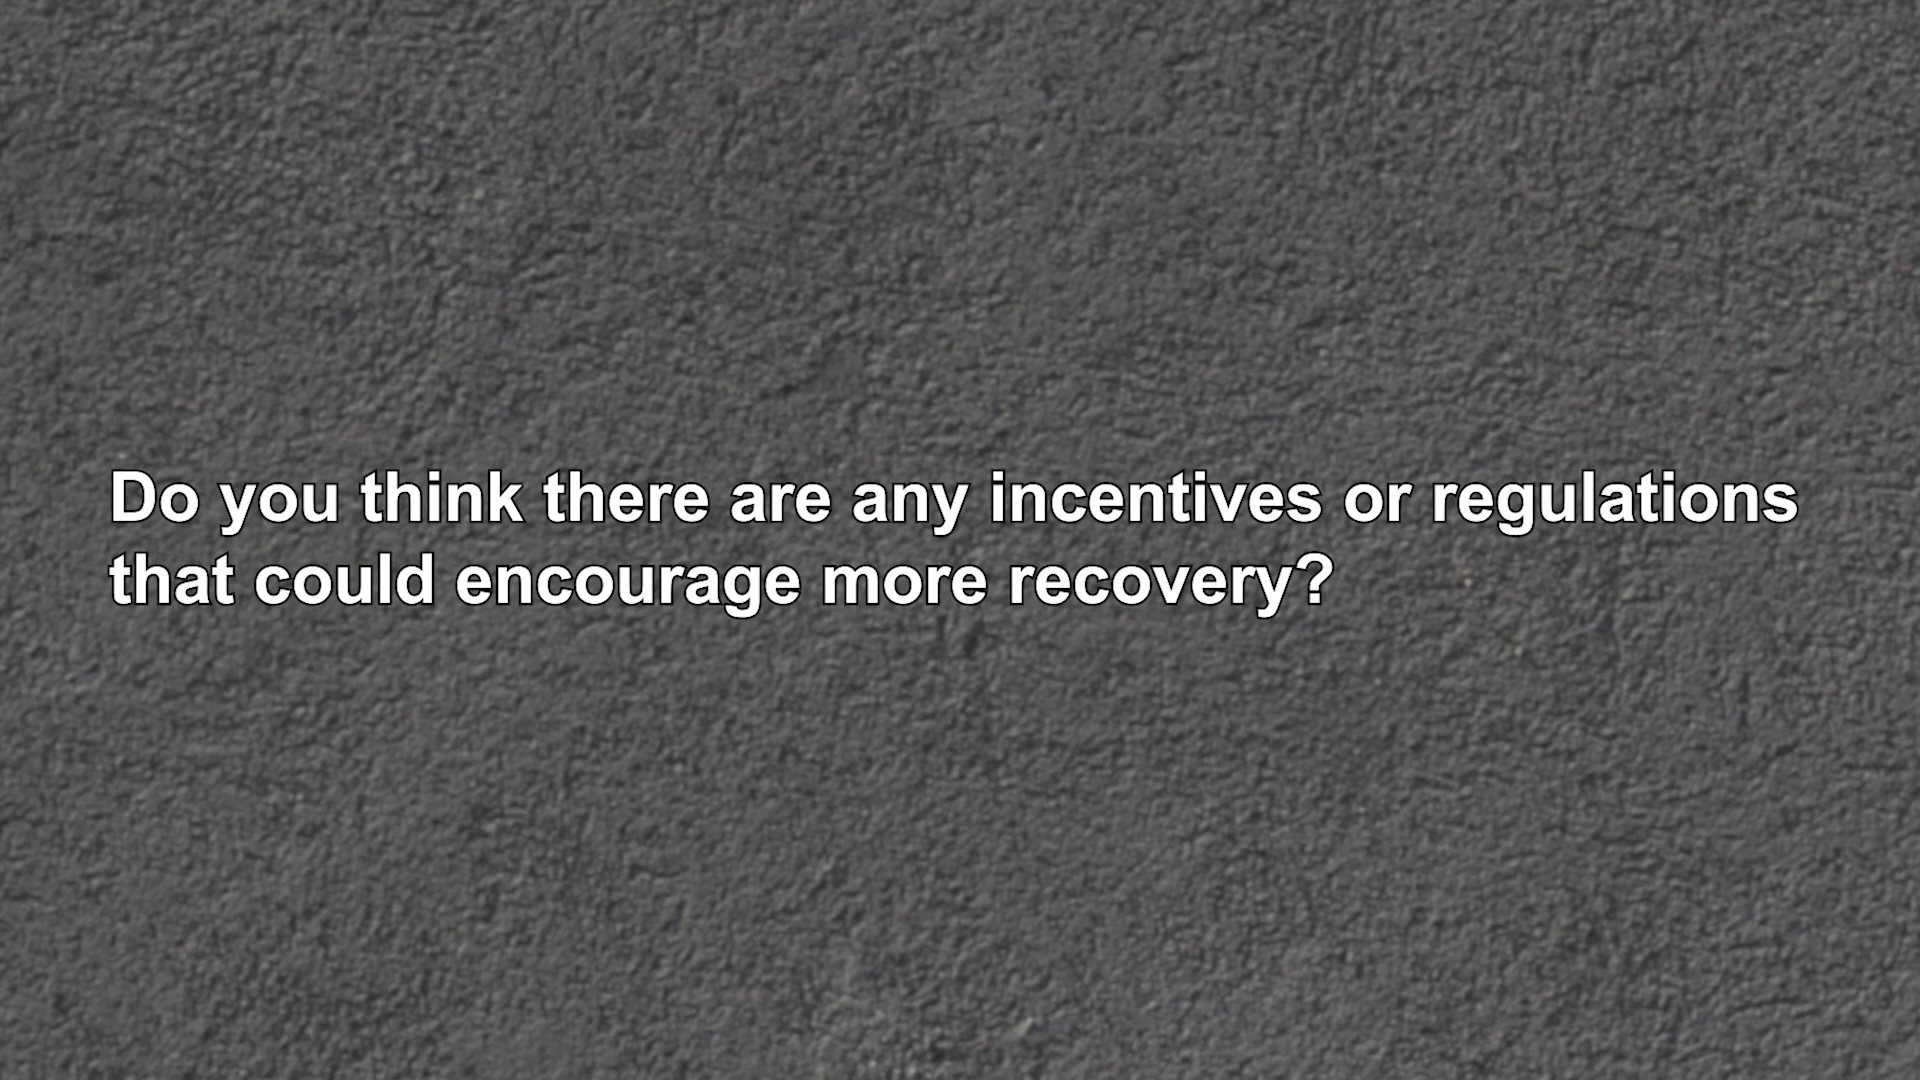 Do you think there are any incentives or regulations
that could encourage more recovery?